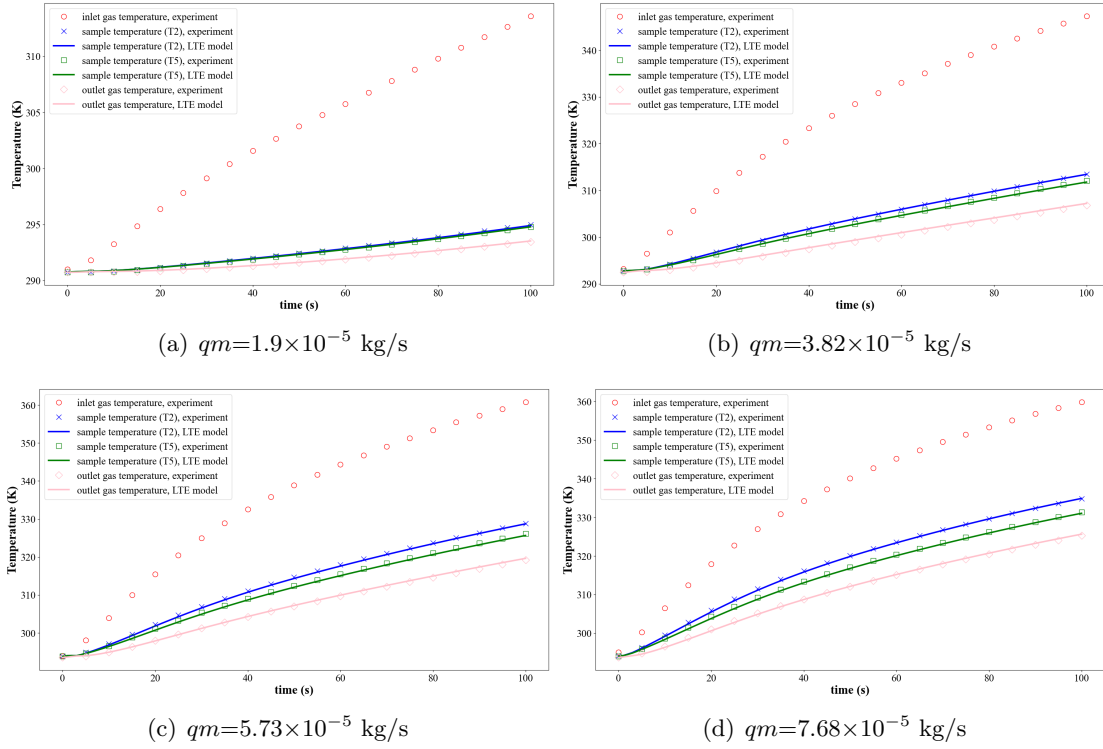 inlet gas temperature, experiment
sample temperature (T2), experiment
sample temperature (T2), LTE model
sample temperature (T5), experiment
sample temperature (T5), LTE model
outlet gas temperature, experiment
outlet gas temperature, LTE model
Temperature (K)
310
305
300
295
290
0 20 40 60 80 100
time (s)
(a) qm=1.9×10⁻⁵ kg/s
inlet gas temperature, experiment
sample temperature (T2), experiment
sample temperature (T2), LTE model
sample temperature (T5), experiment
sample temperature (T5), LTE model
outlet gas temperature, experiment
outlet gas temperature, LTE model
Temperature (K)
340
330
320
310
300
290
0 20 40 60 80 100
time (s)
(b) qm=3.82×10⁻⁵ kg/s
inlet gas temperature, experiment
sample temperature (T2), experiment
sample temperature (T2), LTE model
sample temperature (T5), experiment
sample temperature (T5), LTE model
outlet gas temperature, experiment
outlet gas temperature, LTE model
Temperature (K)
360
350
340
330
320
310
300
0 20 40 60 80 100
time (s)
(c) qm=5.73×10⁻⁵ kg/s
inlet gas temperature, experiment
sample temperature (T2), experiment
sample temperature (T2), LTE model
sample temperature (T5), experiment
sample temperature (T5), LTE model
outlet gas temperature, experiment
outlet gas temperature, LTE model
Temperature (K)
360
350
340
330
320
310
300
0 20 40 60 80 100
time (s)
(d) qm=7.68×10⁻⁵ kg/s